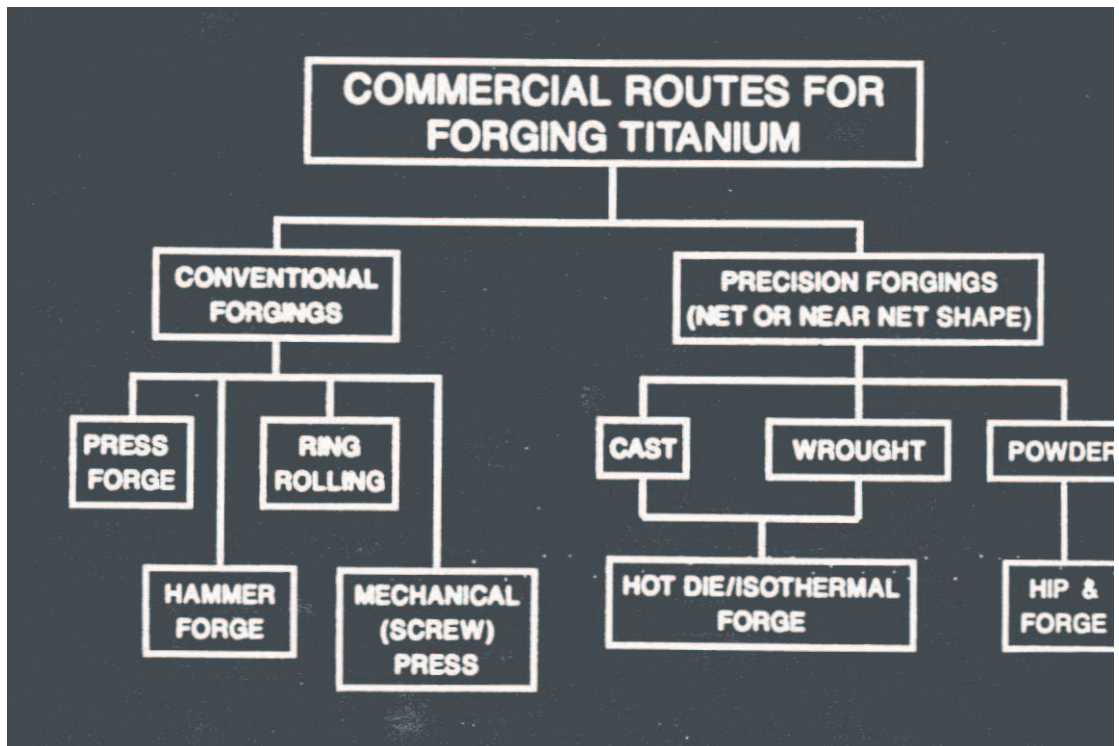 COMMERCIAL ROUTES FOR
FORGING TITANIUM
CONVENTIONAL
FORGINGS
PRECISION FORGINGS
(NET OR NEAR NET SHAPE)
PRESS
FORGE
RING
ROLLING
CAST
WROUGHT
POWDER
HAMMER
FORGE
MECHANICAL
(SCREW)
PRESS
HOT DIE/ISOTHERMAL
FORGE
HIP &
FORGE